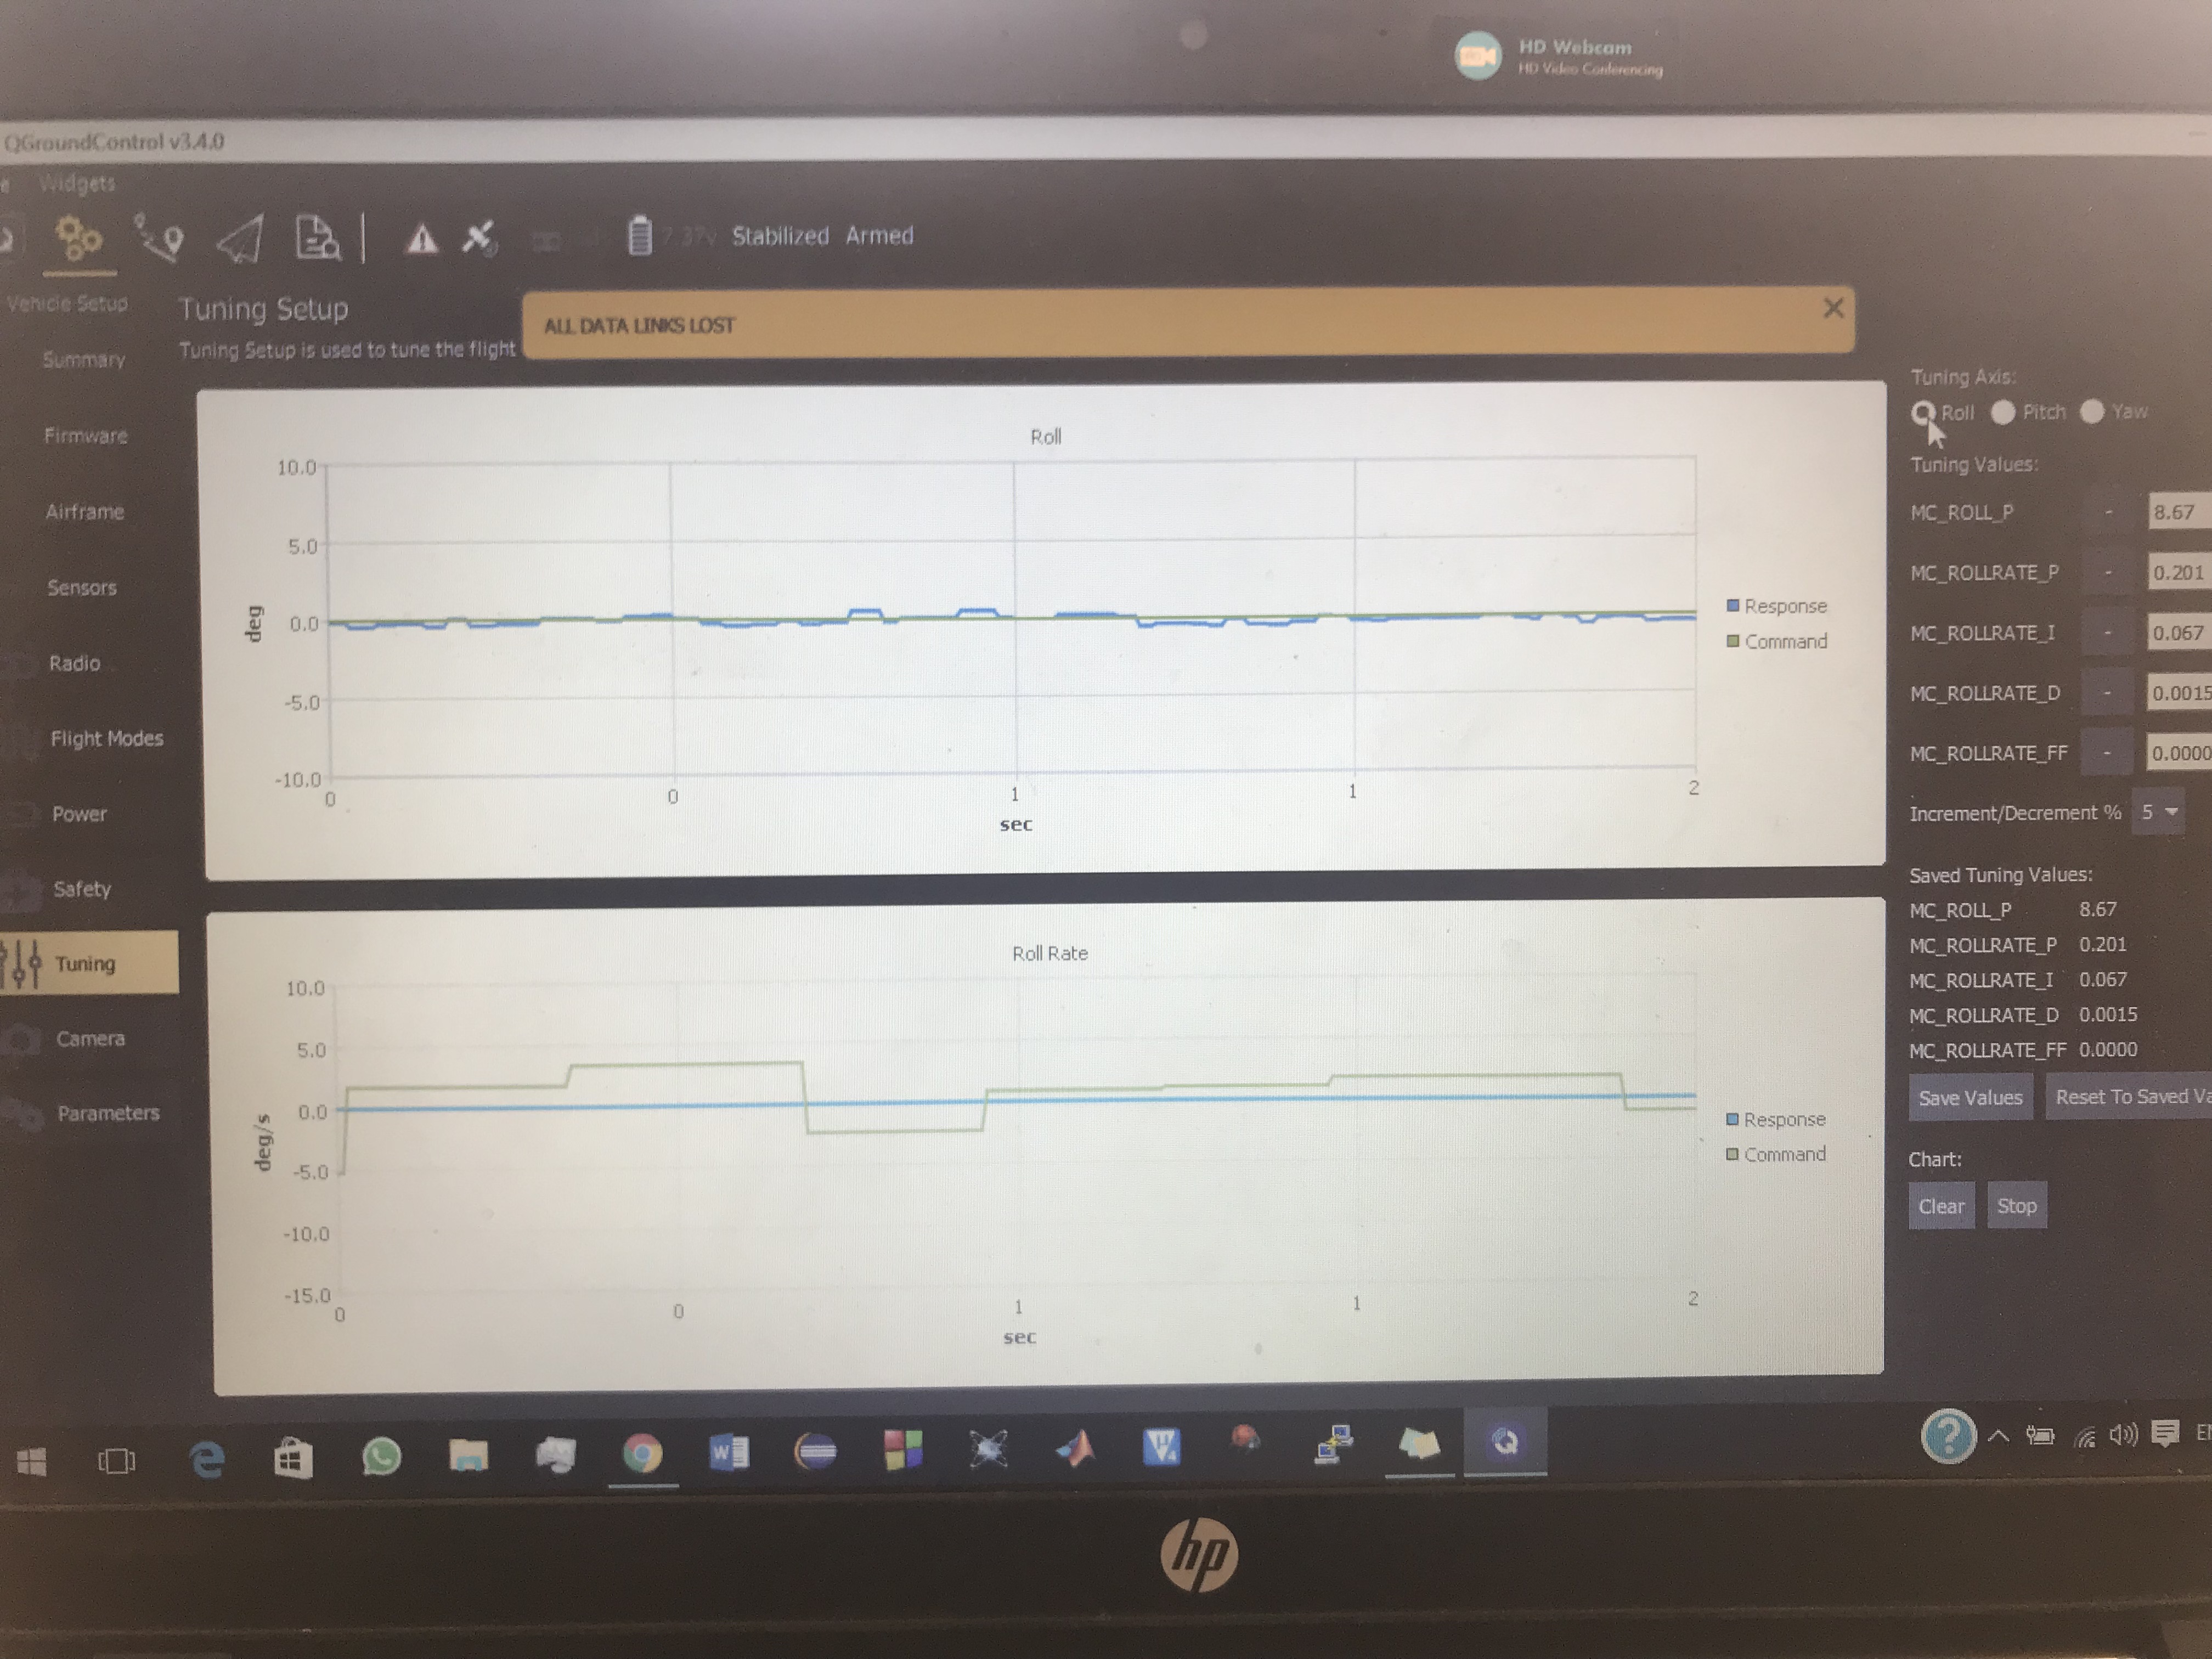 HD Webcam
HD Video Conferencing
QGroundControl v3.4.0
e Widgets
7.37v Stabilized Armed
Vehicle Setup
Summary
Firmware
Airframe
Sensors
Radio
Flight Modes
Power
Safety
Tuning
Camera
Parameters
Tuning Setup
Tuning Setup is used to tune the flight
ALL DATA LINKS LOST
Roll
10.0
5.0
0.0
-5.0
-10.0
deg
0 0 1 1 2
sec
Response
Command
Roll Rate
10.0
5.0
0.0
-5.0
-10.0
-15.0
deg/s
0 0 1 1 2
sec
Response
Command
Tuning Axis:
Roll Pitch Yaw
Tuning Values:
MC_ROLL_P - 8.67
MC_ROLLRATE_P - 0.201
MC_ROLLRATE_I - 0.067
MC_ROLLRATE_D - 0.0015
MC_ROLLRATE_FF - 0.0000
Increment/Decrement % 5
Saved Tuning Values:
MC_ROLL_P 8.67
MC_ROLLRATE_P 0.201
MC_ROLLRATE_I 0.067
MC_ROLLRATE_D 0.0015
MC_ROLLRATE_FF 0.0000
Save Values Reset To Saved Va
Chart:
Clear Stop
EN
hp